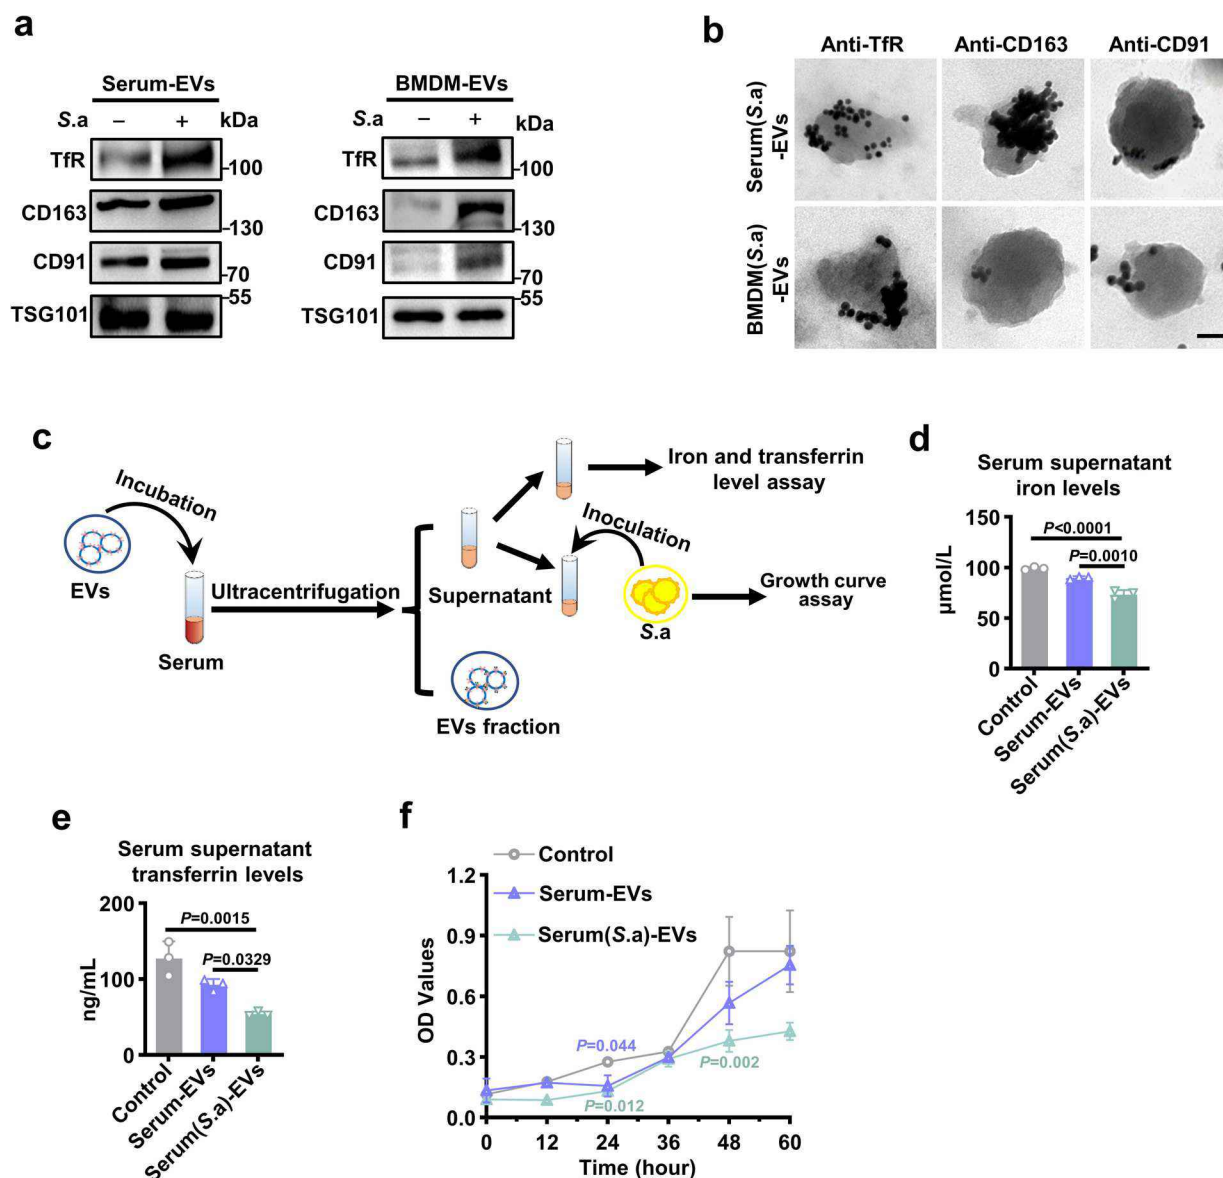 a
Serum-EVs
S.a – + kDa
TfR
-100
CD163
-130
CD91
-70
-55
TSG101
BMDM-EVs
S.a – + kDa
TfR
-100
CD163
-130
CD91
-70
-55
TSG101
b
Anti-TfR Anti-CD163 Anti-CD91
Serum(S.a)
-EVs
BMDM(S.a)
-EVs
c
Incubation
EVs
Serum
Ultracentrifugation
Supernatant
EVs fraction
Iron and transferrin
level assay
Inoculation
S.a
Growth curve
assay
d
Serum supernatant
iron levels
P<0.0001
P=0.0010
µmol/L
150
100
50
0
Control
Serum-EVs
Serum(S.a)-EVs
e
Serum supernatant
transferrin levels
P=0.0015
P=0.0329
ng/mL
200
100
0
Control
Serum-EVs
Serum(S.a)-EVs
f
Control
Serum-EVs
Serum(S.a)-EVs
OD Values
1.2
0.9
0.6
0.3
0.0
P=0.044
P=0.012
P=0.002
0 12 24 36 48 60
Time (hour)